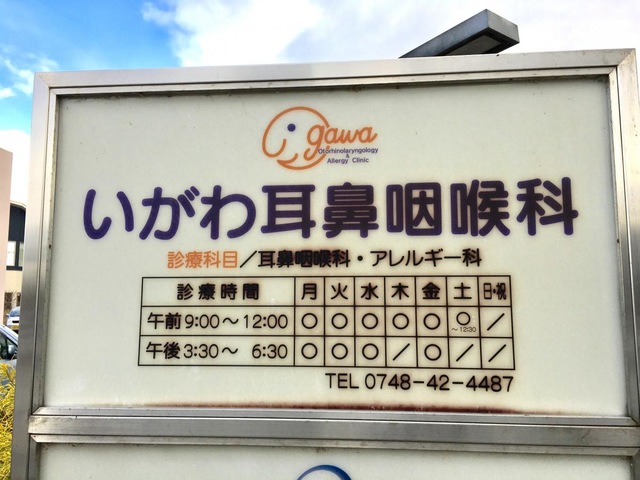 igawa
Otorhinolaryngology
&
Allergy Clinic
いがわ耳鼻咽喉科
診療科目／耳鼻咽喉科・アレルギー科
診療時間 月 火 水 木 金 土 日・祝
午前9:00～12:00 ○ ○ ○ ○ ○ ○～12:30 ／
午後3:30～6:30 ○ ○ ○ ／ ○ ／ ／
TEL 0748-42-4487